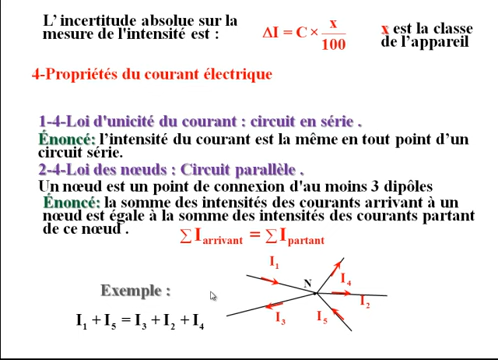 L'incertitude absolue sur la
mesure de l'intensité est :
ΔI = C × x/100
x est la classe
de l'appareil
4-Propriétés du courant électrique
1-4-Loi d'unicité du courant : circuit en série .
Énoncé: l'intensité du courant est la même en tout point d'un
circuit série.
2-4-Loi des nœuds : Circuit parallèle .
Un nœud est un point de connexion d'au moins 3 dipôles
Énoncé: la somme des intensités des courants arrivant à un
nœud est égale à la somme des intensités des courants partant
de ce nœud .
∑I arrivant = ∑I partant
Exemple :
I₁ + I₅ = I₃ + I₂ + I₄
I₁
N
I₄
I₂
I₃
I₅